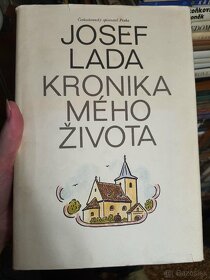 Československý spisovatel Praha
JOSEF
LADA
KRONIKA
MÉHO
ŽIVOTA